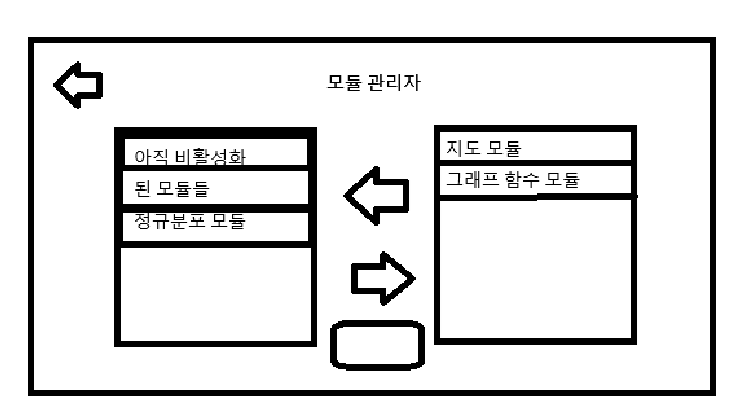 모듈 관리자
아직 비활성화
된 모듈들
정규분포 모듈
지도 모듈
그래프 함수 모듈